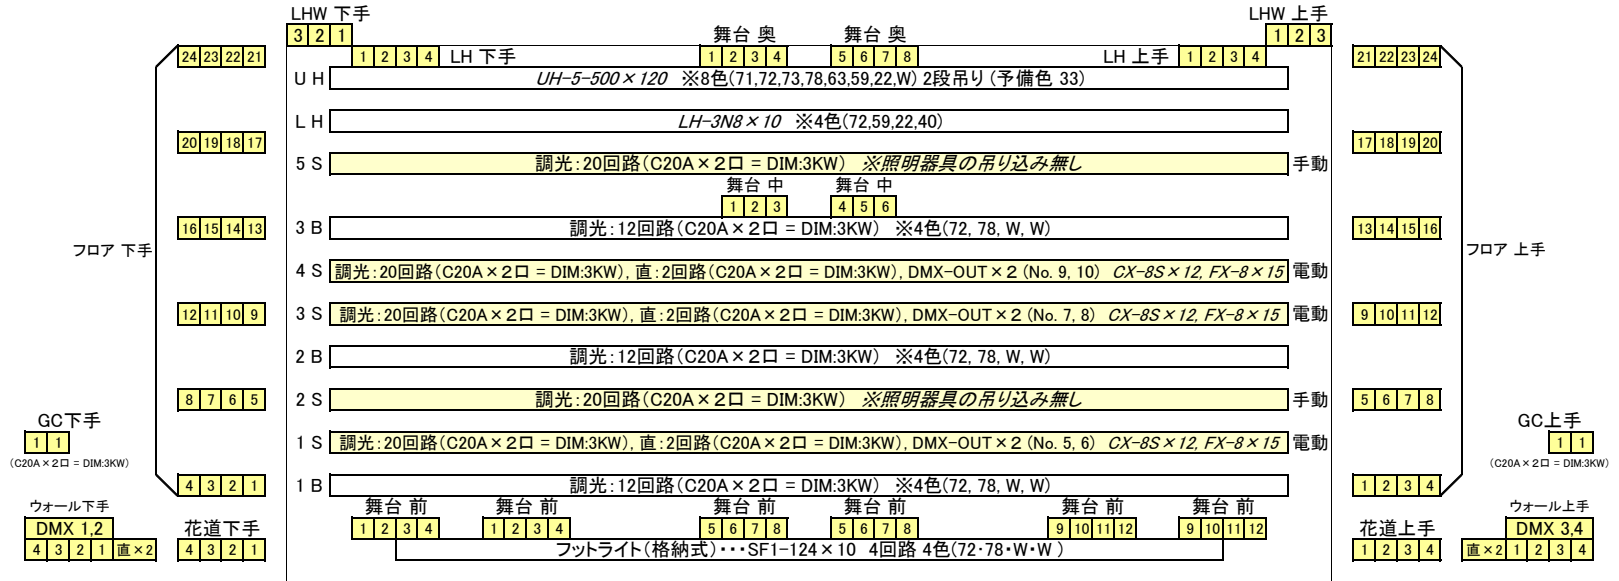 LHW 下手
LHW 上手
3 2 1
舞台 奥
舞台 奥
1 2 3
24 23 22 21
1 2 3 4 LH 下手
1 2 3 4
5 6 7 8
LH 上手 1 2 3 4
21 22 23 24
U H UH-5-500×120 ※8色(71,72,73,78,63,59,22,W) 2段吊り (予備色 33)
L H LH-3N8×10 ※4色(72,59,22,40)
20 19 18 17
17 18 19 20
5 S 調光:20回路(C20A×2口 = DIM:3KW) ※照明器具の吊り込み無し 手動
舞台 中
舞台 中
1 2 3
4 5 6
16 15 14 13
3 B 調光:12回路(C20A×2口 = DIM:3KW) ※4色(72, 78, W, W)
13 14 15 16
フロア 下手
フロア 上手
4 S 調光:20回路(C20A×2口 = DIM:3KW), 直:2回路(C20A×2口 = DIM:3KW), DMX-OUT×2 (No. 9, 10) CX-8S×12, FX-8×15 電動
12 11 10 9
3 S 調光:20回路(C20A×2口 = DIM:3KW), 直:2回路(C20A×2口 = DIM:3KW), DMX-OUT×2 (No. 7, 8) CX-8S×12, FX-8×15 電動
9 10 11 12
2 B 調光:12回路(C20A×2口 = DIM:3KW) ※4色(72, 78, W, W)
8 7 6 5
2 S 調光:20回路(C20A×2口 = DIM:3KW) ※照明器具の吊り込み無し 手動
5 6 7 8
GC下手
GC上手
1 1
1 S 調光:20回路(C20A×2口 = DIM:3KW), 直:2回路(C20A×2口 = DIM:3KW), DMX-OUT×2 (No. 5, 6) CX-8S×12, FX-8×15 電動
1 1
(C20A×2口 = DIM:3KW)
(C20A×2口 = DIM:3KW)
4 3 2 1
1 B 調光:12回路(C20A×2口 = DIM:3KW) ※4色(72, 78, W, W)
1 2 3 4
ウォール下手
舞台 前
舞台 前
舞台 前
舞台 前
舞台 前
舞台 前
ウォール上手
DMX 1,2
花道下手
1 2 3 4
1 2 3 4
5 6 7 8
5 6 7 8
9 10 11 12
9 10 11 12
花道上手
DMX 3,4
4 3 2 1 直×2
4 3 2 1
フットライト(格納式)・・・SF1-124×10 4回路 4色(72・78・W・W )
1 2 3 4
直×2 1 2 3 4